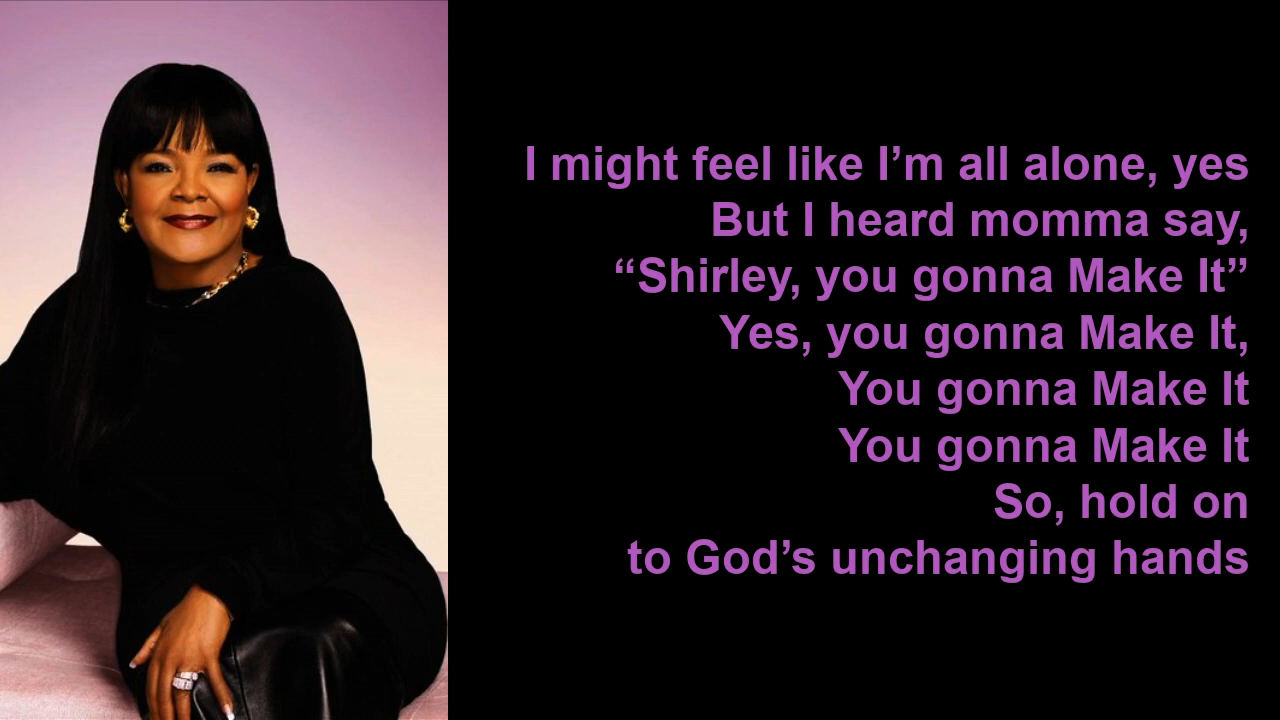 I might feel like I’m all alone, yes
But I heard momma say,
“Shirley, you gonna Make It”
Yes, you gonna Make It,
You gonna Make It
You gonna Make It
So, hold on
to God’s unchanging hands